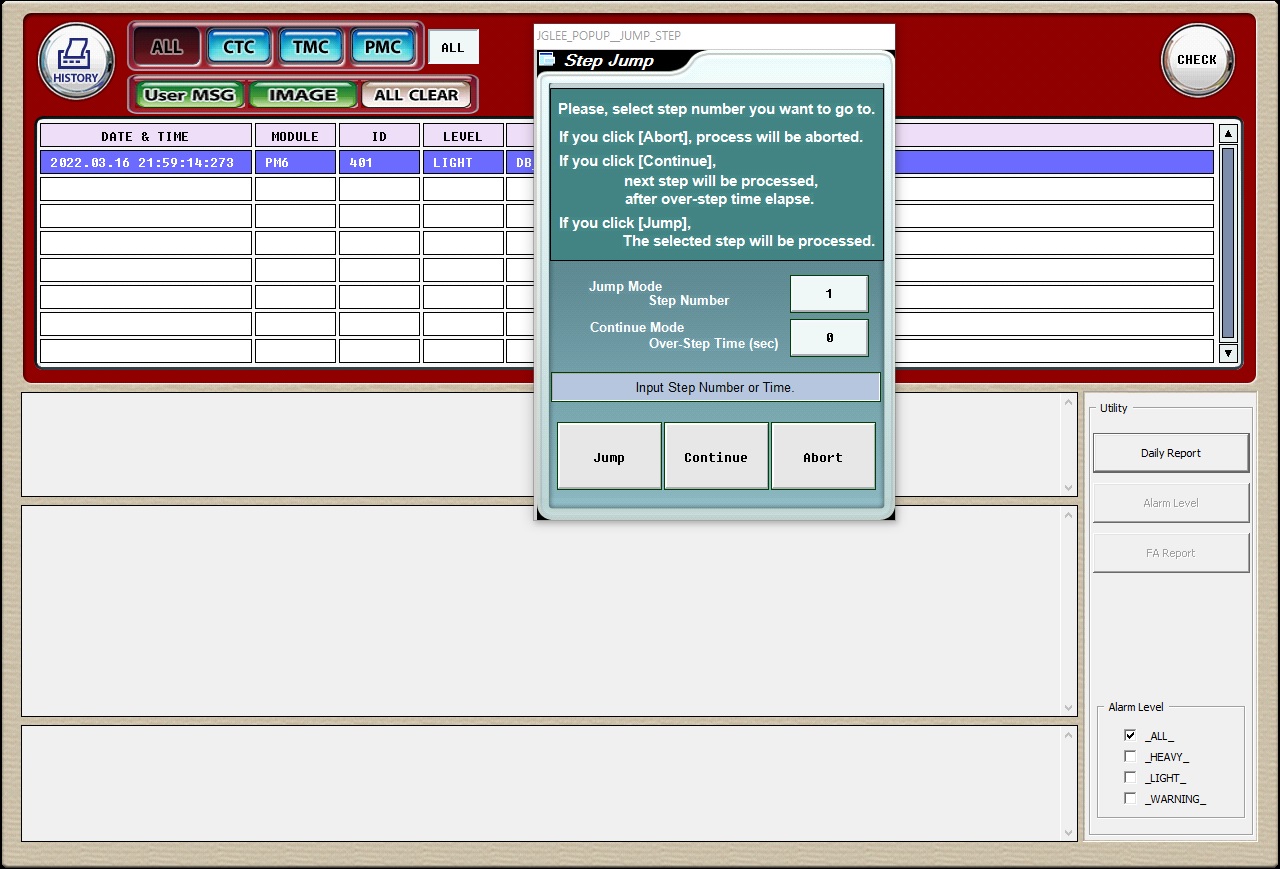 JGLEE_POPUP__JUMP_STEP
Step Jump
ALL CTC TMC PMC ALL
HISTORY
CHECK
User MSG IMAGE ALL CLEAR
DATE & TIME MODULE ID LEVEL
2022.03.16 21:59:14:273 PM6 401 LIGHT DB
Please, select step number you want to go to.
If you click [Abort], process will be aborted.
If you click [Continue],
next step will be processed,
after over-step time elapse.
If you click [Jump],
The selected step will be processed.
Jump Mode
Step Number 1
Continue Mode
Over-Step Time (sec) 0
Input Step Number or Time.
Jump Continue Abort
Utility
Daily Report
Alarm Level
FA Report
Alarm Level
_ALL_
_HEAVY_
_LIGHT_
_WARNING_